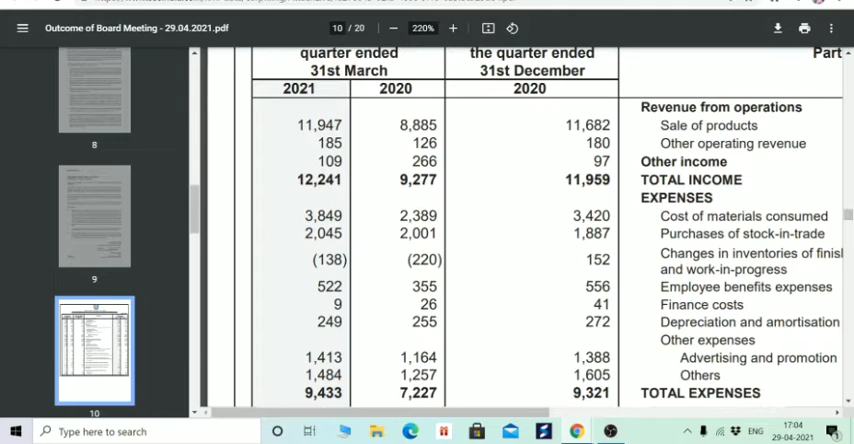 Outcome of Board Meeting - 29.04.2021.pdf
10 / 20
220%
8
9
10
quarter ended the quarter ended Part
31st March 31st December
2021 2020 2020
Revenue from operations
11,947 8,885 11,682 Sale of products
185 126 180 Other operating revenue
109 266 97 Other income
12,241 9,277 11,959 TOTAL INCOME
EXPENSES
3,849 2,389 3,420 Cost of materials consumed
2,045 2,001 1,887 Purchases of stock-in-trade
(138) (220) 152 Changes in inventories of finisl
and work-in-progress
522 355 556 Employee benefits expenses
9 26 41 Finance costs
249 255 272 Depreciation and amortisation
Other expenses
1,413 1,164 1,388 Advertising and promotion
1,484 1,257 1,605 Others
9,433 7,227 9,321 TOTAL EXPENSES
Type here to search
ENG
17:04
29-04-2021